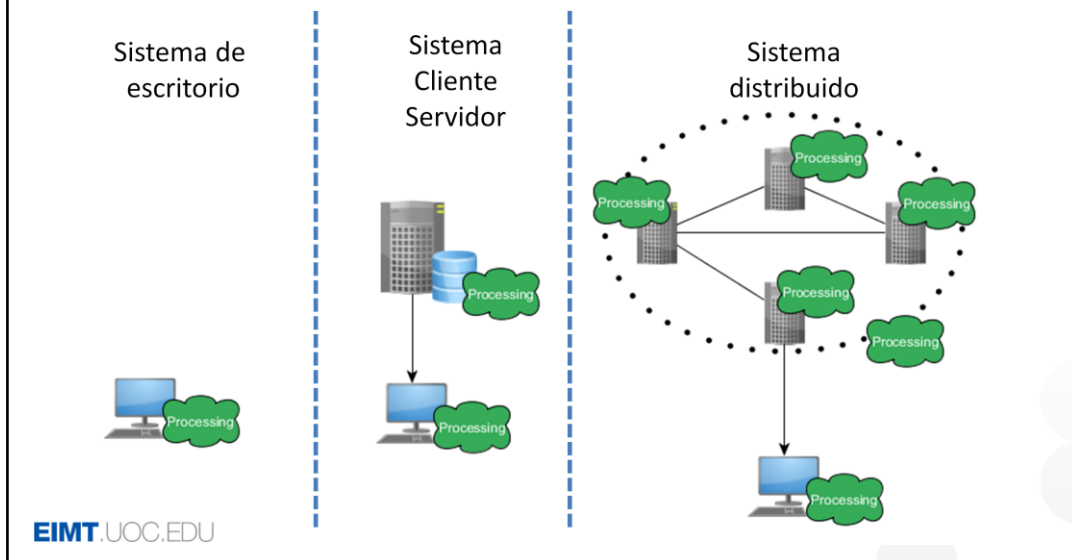 Sistema de
escritorio
Sistema
Cliente
Servidor
Sistema
distribuido
Processing
Processing
Processing
Processing
Processing
Processing
Processing
Processing
Processing
EIMT.UOC.EDU